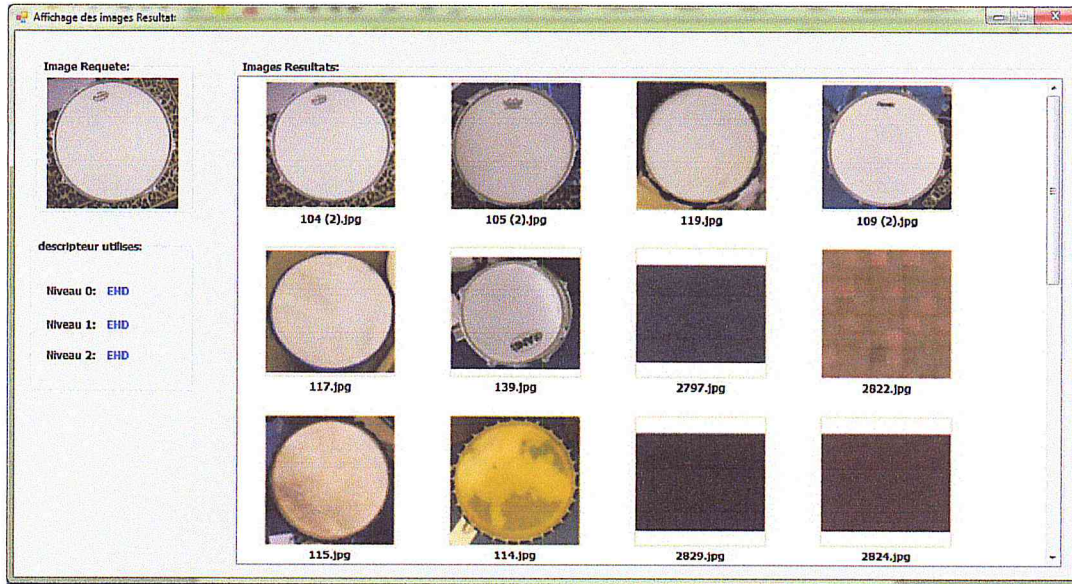 Affichage des images Resultat:
Image Requete:
Images Resultats:
104 (2).jpg
105 (2).jpg
119.jpg
109 (2).jpg
descripteur utilises:
Niveau 0: EHD
Niveau 1: EHD
Niveau 2: EHD
117.jpg
139.jpg
2797.jpg
2822.jpg
115.jpg
114.jpg
2829.jpg
2824.jpg